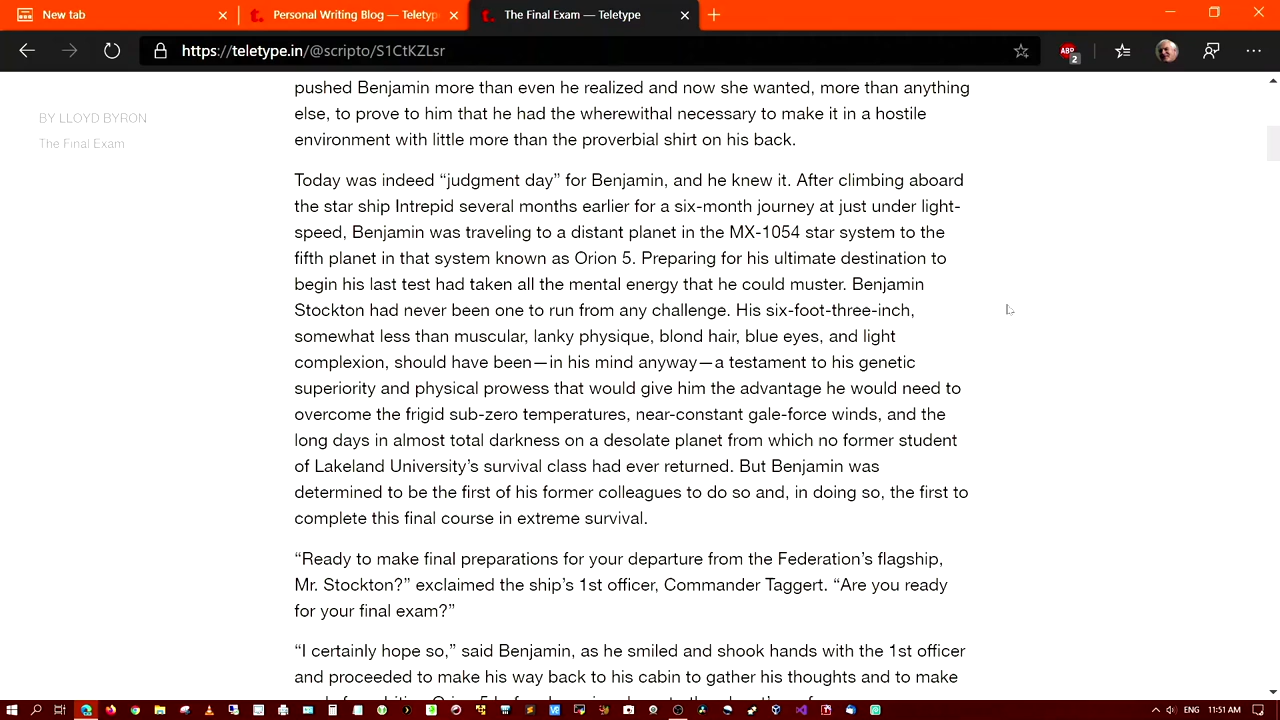 New tab
Personal Writing Blog — Teletyp
The Final Exam — Teletype
https://teletype.in/@scripto/S1CtKZLsr
ABP
2
BY LLOYD BYRON
The Final Exam
pushed Benjamin more than even he realized and now she wanted, more than anything
else, to prove to him that he had the wherewithal necessary to make it in a hostile
environment with little more than the proverbial shirt on his back.
Today was indeed “judgment day” for Benjamin, and he knew it. After climbing aboard
the star ship Intrepid several months earlier for a six-month journey at just under light-
speed, Benjamin was traveling to a distant planet in the MX-1054 star system to the
fifth planet in that system known as Orion 5. Preparing for his ultimate destination to
begin his last test had taken all the mental energy that he could muster. Benjamin
Stockton had never been one to run from any challenge. His six-foot-three-inch,
somewhat less than muscular, lanky physique, blond hair, blue eyes, and light
complexion, should have been—in his mind anyway—a testament to his genetic
superiority and physical prowess that would give him the advantage he would need to
overcome the frigid sub-zero temperatures, near-constant gale-force winds, and the
long days in almost total darkness on a desolate planet from which no former student
of Lakeland University’s survival class had ever returned. But Benjamin was
determined to be the first of his former colleagues to do so and, in doing so, the first to
complete this final course in extreme survival.
“Ready to make final preparations for your departure from the Federation’s flagship,
Mr. Stockton?” exclaimed the ship’s 1st officer, Commander Taggert. “Are you ready
for your final exam?”
“I certainly hope so,” said Benjamin, as he smiled and shook hands with the 1st officer
and proceeded to make his way back to his cabin to gather his thoughts and to make
ENG
11:51 AM